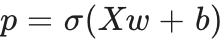 p = σ(Xw + b)